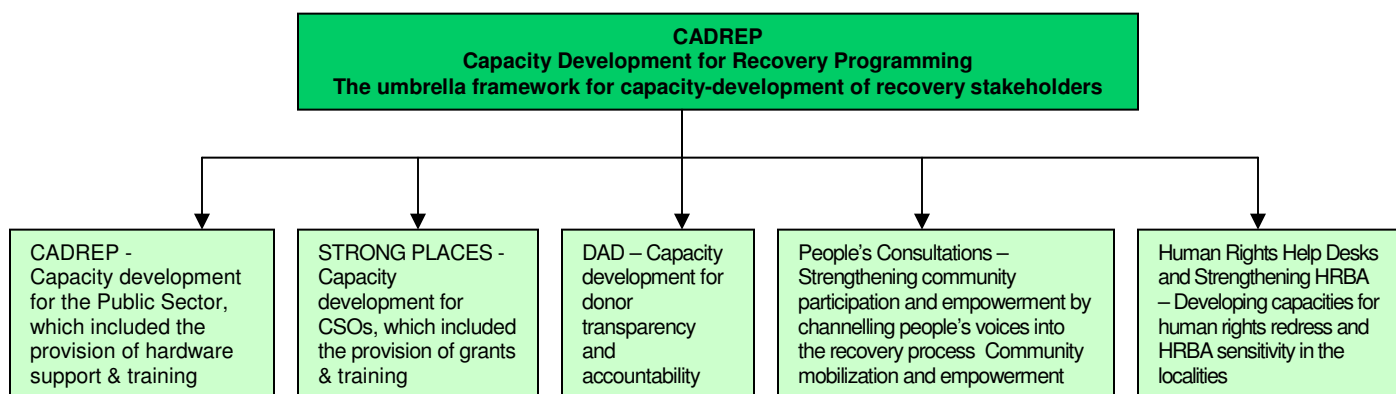 CADREP
Capacity Development for Recovery Programming
The umbrella framework for capacity-development of recovery stakeholders
CADREP -
Capacity development
for the Public Sector,
which included the
provision of hardware
support & training
STRONG PLACES -
Capacity
development for
CSOs, which included
the provision of grants
& training
DAD – Capacity
development for
donor
transparency
and
accountability
People's Consultations –
Strengthening community
participation and empowerment by
channelling people's voices into
the recovery process  Community
mobilization and empowerment
Human Rights Help Desks
and Strengthening HRBA
– Developing capacities for
human rights redress and
HRBA sensitivity in the
localities